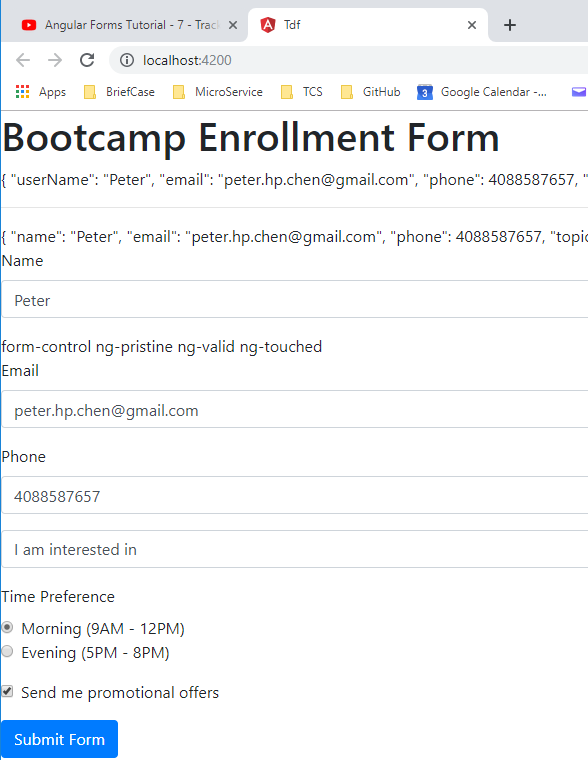 Angular Forms Tutorial - 7 - Trac
Tdf
localhost:4200
Apps BriefCase MicroService TCS GitHub 3 Google Calendar -...
Bootcamp Enrollment Form
{ "userName": "Peter", "email": "peter.hp.chen@gmail.com", "phone": 4088587657, "
{ "name": "Peter", "email": "peter.hp.chen@gmail.com", "phone": 4088587657, "topic
Name
Peter
form-control ng-pristine ng-valid ng-touched
Email
peter.hp.chen@gmail.com
Phone
4088587657
I am interested in
Time Preference
Morning (9AM - 12PM)
Evening (5PM - 8PM)
Send me promotional offers
Submit Form